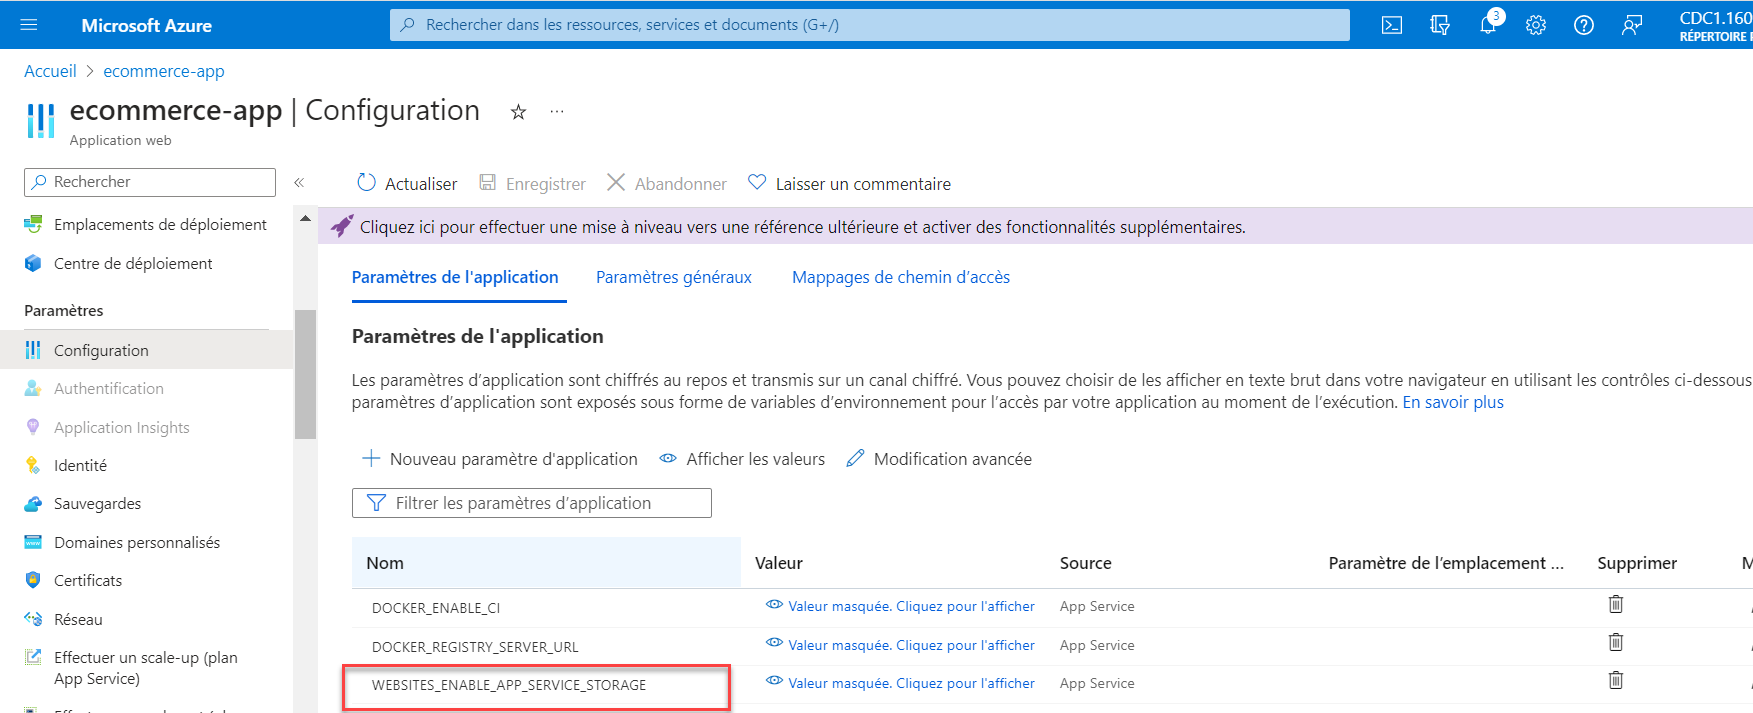 Microsoft Azure
Rechercher dans les ressources, services et documents (G+/)
3
CDC1.160
RÉPERTOIRE
Accueil > ecommerce-app
ecommerce-app | Configuration
Application web
Rechercher
«
Actualiser
Enregistrer
Abandonner
Laisser un commentaire
Emplacements de déploiement
Centre de déploiement
Paramètres
Configuration
Authentification
Application Insights
Identité
Sauvegardes
Domaines personnalisés
Certificats
Réseau
Effectuer un scale-up (plan
App Service)
Cliquez ici pour effectuer une mise à niveau vers une référence ultérieure et activer des fonctionnalités supplémentaires.
Paramètres de l'application
Paramètres généraux
Mappages de chemin d’accès
Paramètres de l'application
Les paramètres d’application sont chiffrés au repos et transmis sur un canal chiffré. Vous pouvez choisir de les afficher en texte brut dans votre navigateur en utilisant les contrôles ci-dessous
paramètres d’application sont exposés sous forme de variables d’environnement pour l’accès par votre application au moment de l’exécution. En savoir plus
Nouveau paramètre d'application
Afficher les valeurs
Modification avancée
Filtrer les paramètres d’application
Nom Valeur Source Paramètre de l’emplacement ... Supprimer
DOCKER_ENABLE_CI Valeur masquée. Cliquez pour l'afficher App Service
DOCKER_REGISTRY_SERVER_URL Valeur masquée. Cliquez pour l'afficher App Service
WEBSITES_ENABLE_APP_SERVICE_STORAGE Valeur masquée. Cliquez pour l'afficher App Service